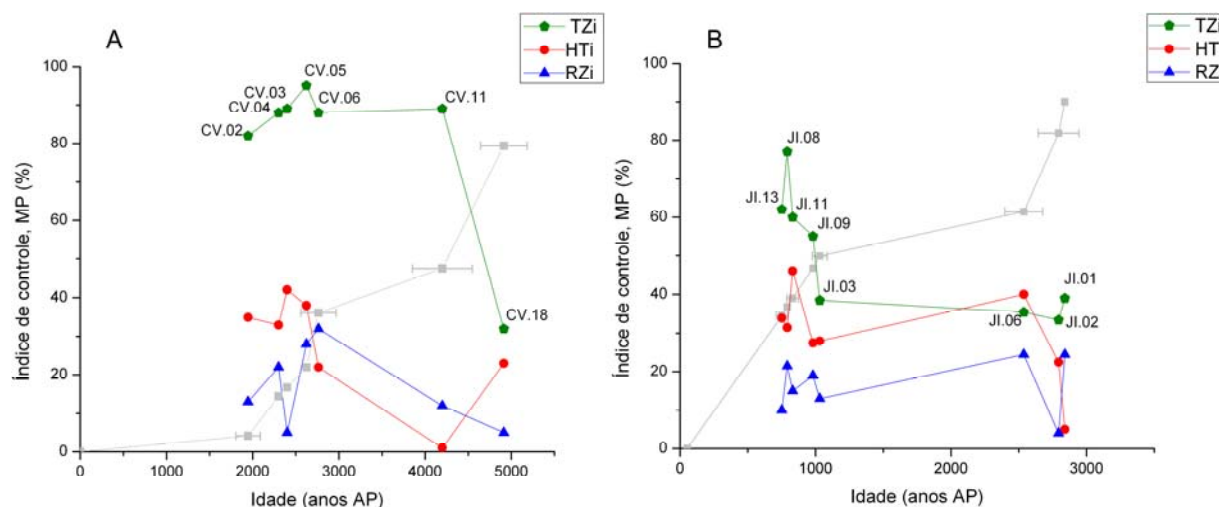 A
TZi
HTi
RZi
Índice de controle, MP (%)
100
80
60
40
20
0
CV.02
CV.04
CV.03
CV.05
CV.06
CV.11
CV.18
0
1000
2000
3000
4000
5000
Idade (anos AP)
B
TZi
HT
RZ
Índice de controle, MP (%)
100
80
60
40
20
0
JI.13
JI.08
JI.11
JI.09
JI.03
JI.06
JI.01
JI.02
0
1000
2000
3000
Idade (anos AP)